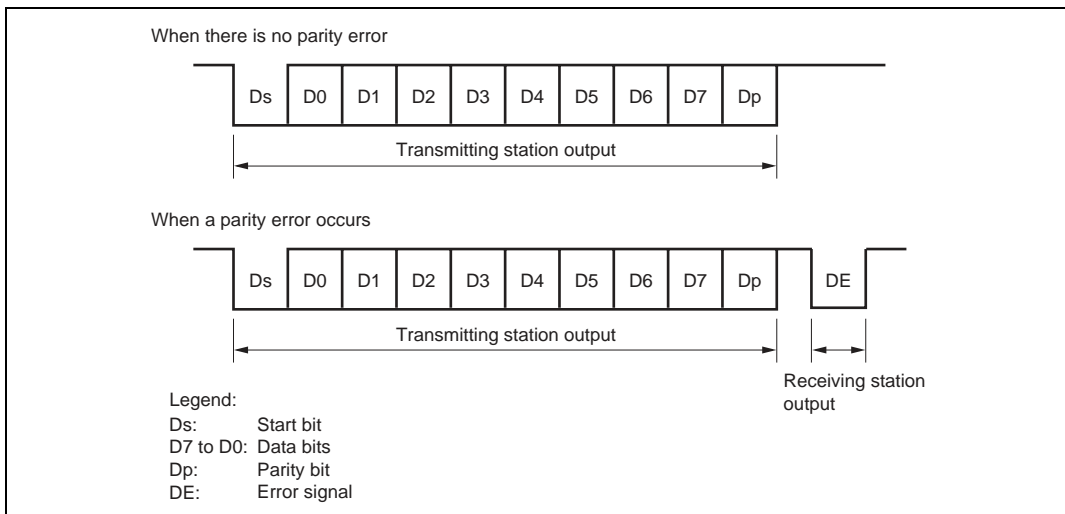 When there is no parity error
Ds D0 D1 D2 D3 D4 D5 D6 D7 Dp
Transmitting station output
When a parity error occurs
Ds D0 D1 D2 D3 D4 D5 D6 D7 Dp DE
Transmitting station output
Receiving station
output
Legend:
Ds: Start bit
D7 to D0: Data bits
Dp: Parity bit
DE: Error signal